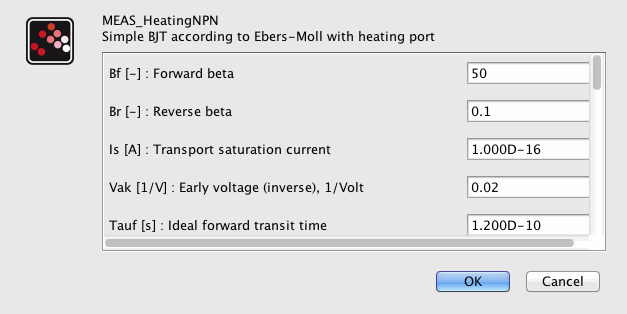 MEAS_HeatingNPN
Simple BJT according to Ebers-Moll with heating port
Bf [-] : Forward beta
50
Br [-] : Reverse beta
0.1
Is [A] : Transport saturation current
1.000D-16
Vak [1/V] : Early voltage (inverse), 1/Volt
0.02
Tauf [s] : Ideal forward transit time
1.200D-10
OK
Cancel